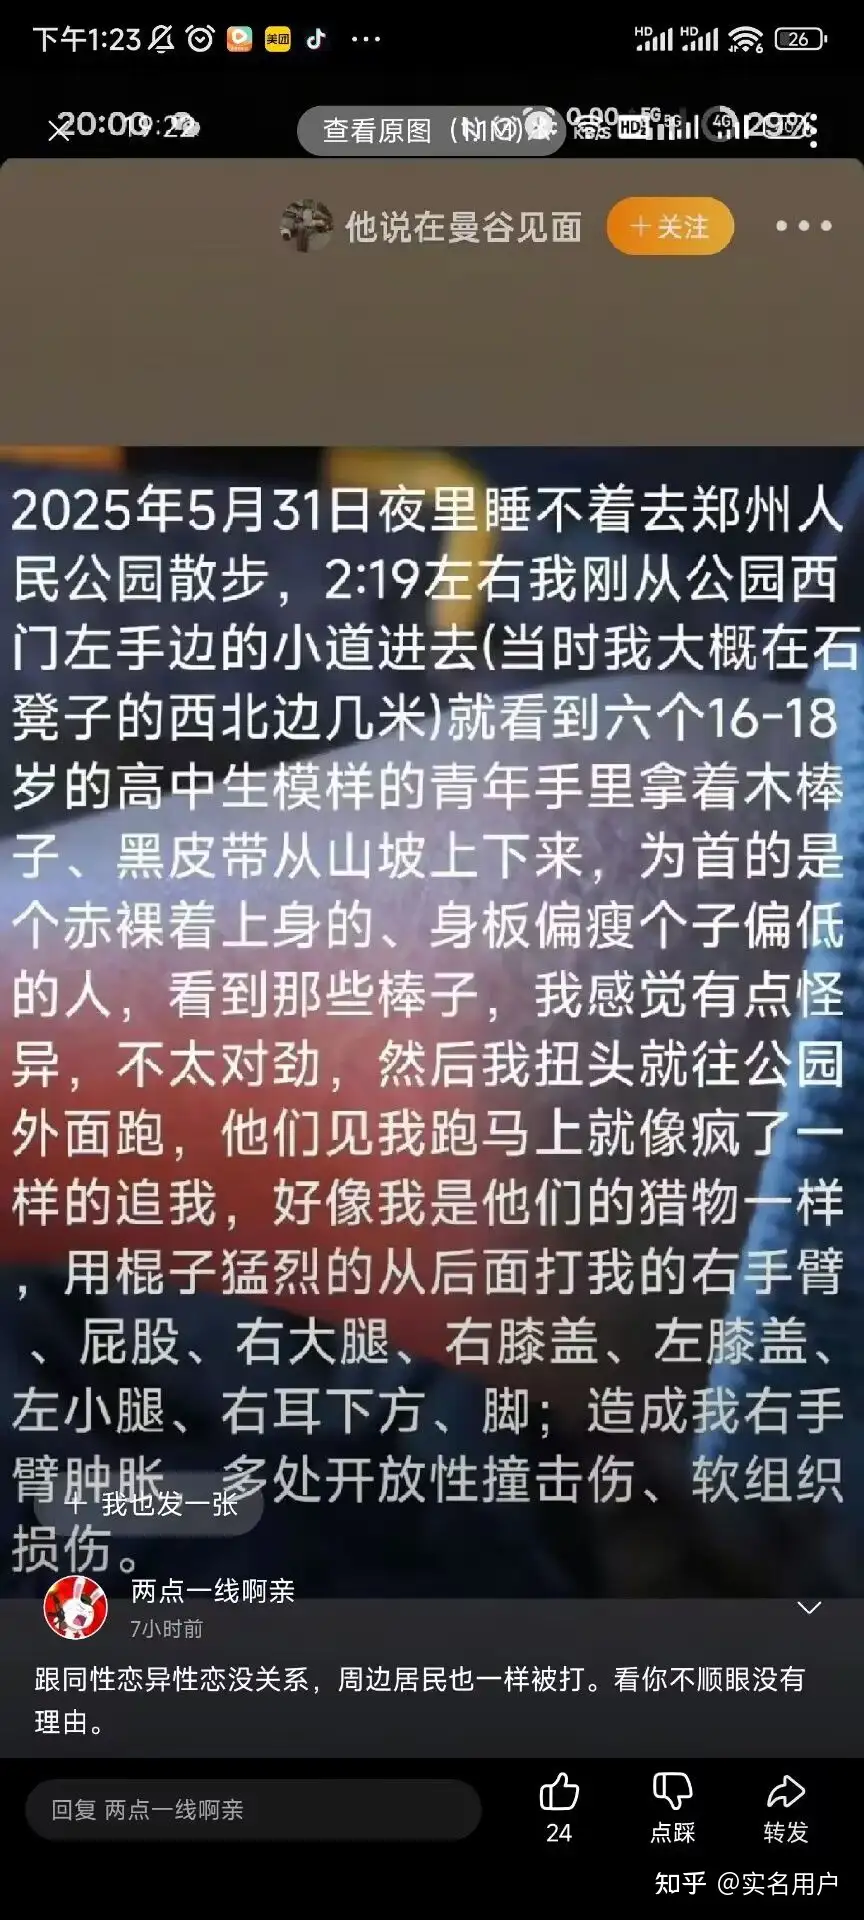 下午1:23
美团
HD HD 6 26
20:00 19:22
查看原图 (1M)
0.00 KB/S HD 5G 5G 4G 29%
他说在曼谷见面 +关注
2025年5月31日夜里睡不着去郑州人
民公园散步，2:19左右我刚从公园西
门左手边的小道进去(当时我大概在石
凳子的西北边几米)就看到六个16-18
岁的高中生模样的青年手里拿着木棒
子、黑皮带从山坡上下来，为首的是
个赤裸着上身的、身板偏瘦个子偏低
的人，看到那些棒子，我感觉有点怪
异，不太对劲，然后我扭头就往公园
外面跑，他们见我跑马上就像疯了一
样的追我，好像我是他们的猎物一样
，用棍子猛烈的从后面打我的右手臂
、屁股、右大腿、右膝盖、左膝盖、
左小腿、右耳下方、脚；造成我右手
臂肿胀、多处开放性撞击伤、软组织
+ 我也发一张
损伤。
两点一线啊亲
7小时前
跟同性恋异性恋没关系，周边居民也一样被打。看你不顺眼没有
理由。
回复 两点一线啊亲
24 点踩 转发
知乎 @实名用户